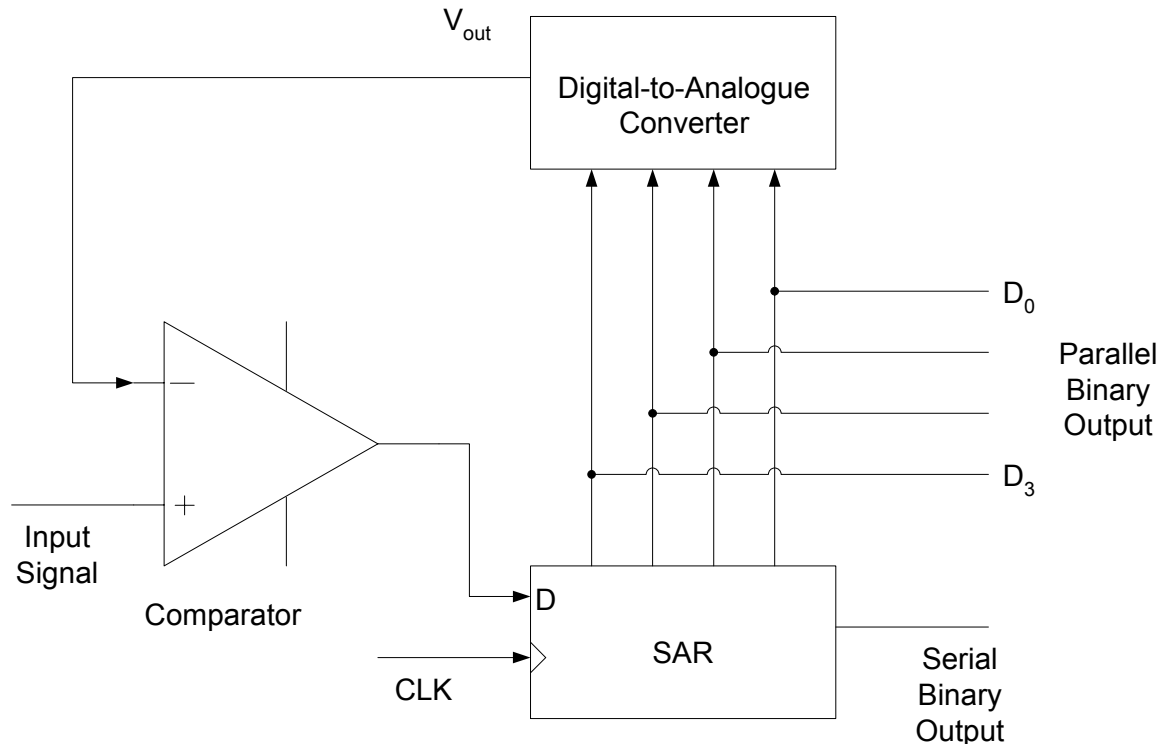 V_out
Digital-to-Analogue
Converter
D_0
Parallel
Binary
Output
D_3
−
+
Input
Signal
Comparator
D
SAR
CLK
Serial
Binary
Output